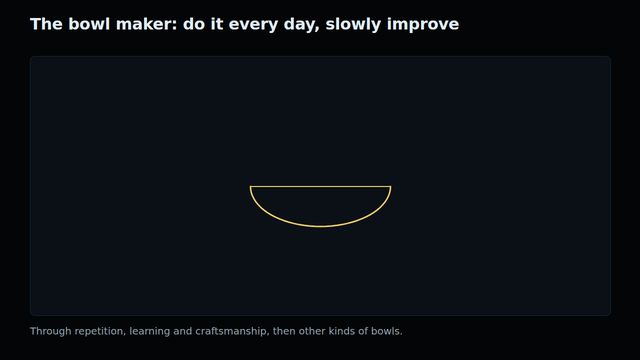 The bowl maker: do it every day, slowly improve
Through repetition, learning and craftsmanship, then other kinds of bowls.